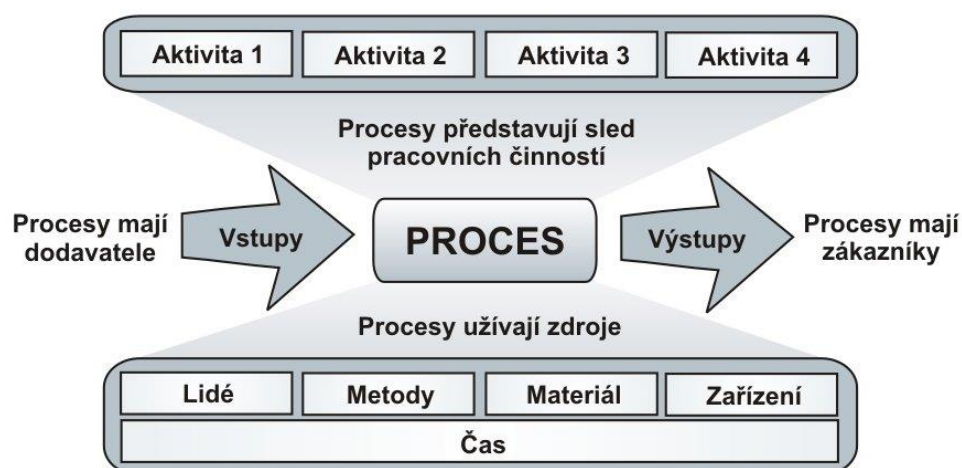 Aktivita 1 Aktivita 2 Aktivita 3 Aktivita 4
Procesy představují sled
pracovních činností
Procesy mají
dodavatele
Vstupy
PROCES
Výstupy
Procesy mají
zákazníky
Procesy užívají zdroje
Lidé Metody Materiál Zařízení
Čas